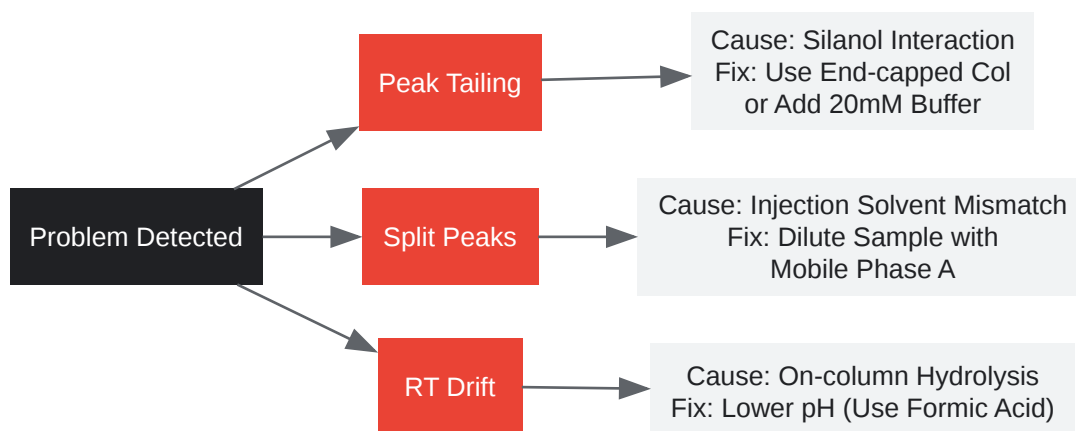 Problem Detected
Peak Tailing
Cause: Silanol Interaction
Fix: Use End-capped Col
or Add 20mM Buffer
Split Peaks
Cause: Injection Solvent Mismatch
Fix: Dilute Sample with
Mobile Phase A
RT Drift
Cause: On-column Hydrolysis
Fix: Lower pH (Use Formic Acid)